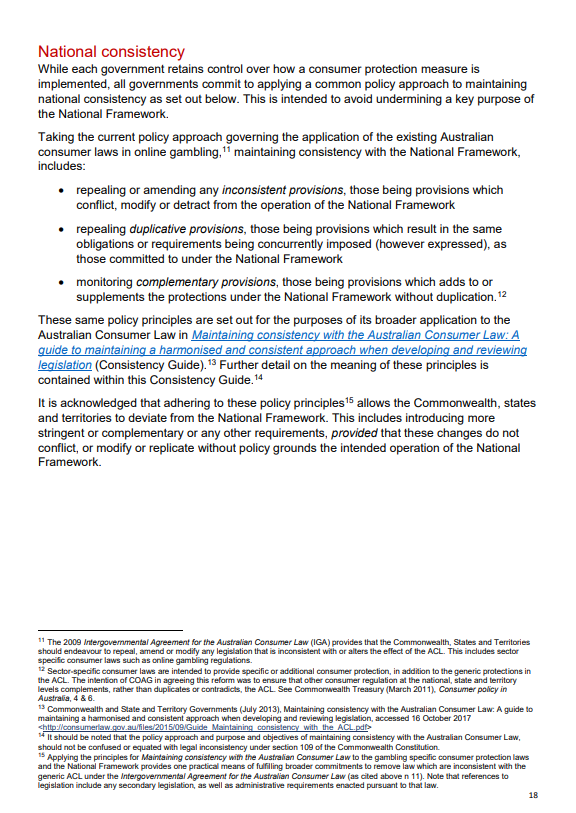 National consistency
While each government retains control over how a consumer protection measure is
implemented, all governments commit to applying a common policy approach to maintaining
national consistency as set out below. This is intended to avoid undermining a key purpose of
the National Framework.
Taking the current policy approach governing the application of the existing Australian
consumer laws in online gambling,11 maintaining consistency with the National Framework,
includes:
• repealing or amending any inconsistent provisions, those being provisions which
conflict, modify or detract from the operation of the National Framework
• repealing duplicative provisions, those being provisions which result in the same
obligations or requirements being concurrently imposed (however expressed), as
those committed to under the National Framework
• monitoring complementary provisions, those being provisions which adds to or
supplements the protections under the National Framework without duplication.12
These same policy principles are set out for the purposes of its broader application to the
Australian Consumer Law in Maintaining consistency with the Australian Consumer Law: A
guide to maintaining a harmonised and consistent approach when developing and reviewing
legislation (Consistency Guide).13 Further detail on the meaning of these principles is
contained within this Consistency Guide.14
It is acknowledged that adhering to these policy principles15 allows the Commonwealth, states
and territories to deviate from the National Framework. This includes introducing more
stringent or complementary or any other requirements, provided that these changes do not
conflict, or modify or replicate without policy grounds the intended operation of the National
Framework.
11 The 2009 Intergovernmental Agreement for the Australian Consumer Law (IGA) provides that the Commonwealth, States and Territories
should endeavour to repeal, amend or modify any legislation that is inconsistent with or alters the effect of the ACL. This includes sector
specific consumer laws such as online gambling regulations.
12 Sector-specific consumer laws are intended to provide specific or additional consumer protection, in addition to the generic protections in
the ACL. The intention of COAG in agreeing this reform was to ensure that other consumer regulation at the national, state and territory
levels complements, rather than duplicates or contradicts, the ACL. See Commonwealth Treasury (March 2011), Consumer policy in
Australia, 4 & 6.
13 Commonwealth and State and Territory Governments (July 2013), Maintaining consistency with the Australian Consumer Law: A guide to
maintaining a harmonised and consistent approach when developing and reviewing legislation, accessed 16 October 2017
<http://consumerlaw.gov.au/files/2015/09/Guide_Maintaining_consistency_with_the_ACL.pdf>
14 It should be noted that the policy approach and purpose and objectives of maintaining consistency with the Australian Consumer Law,
should not be confused or equated with legal inconsistency under section 109 of the Commonwealth Constitution.
15 Applying the principles for Maintaining consistency with the Australian Consumer Law to the gambling specific consumer protection laws
and the National Framework provides one practical means of fulfilling broader commitments to remove law which are inconsistent with the
generic ACL under the Intergovernmental Agreement for the Australian Consumer Law (as cited above n 11). Note that references to
legislation include any secondary legislation, as well as administrative requirements enacted pursuant to that law.
18